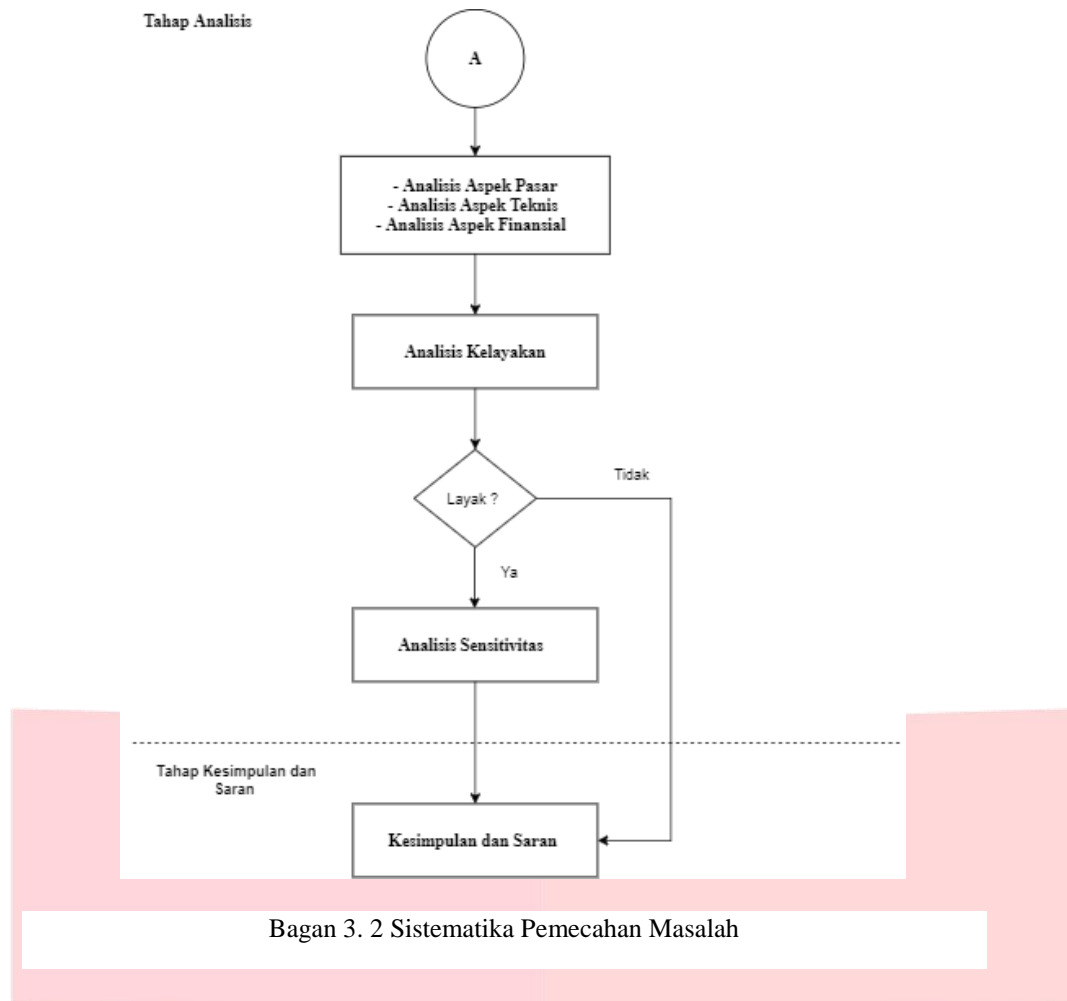 Tahap Analisis
A
- Analisis Aspek Pasar
- Analisis Aspek Teknis
- Analisis Aspek Finansial
Analisis Kelayakan
Layak ?
Tidak
Ya
Analisis Sensitivitas
Tahap Kesimpulan dan
Saran
Kesimpulan dan Saran
Bagan 3. 2 Sistematika Pemecahan Masalah